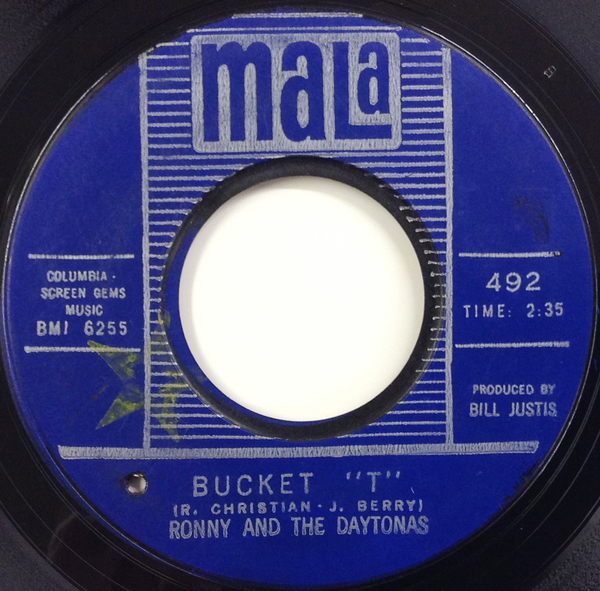 mala
COLUMBIA -
SCREEN GEMS
MUSIC
BMI 6255
492
TIME: 2:35
PRODUCED BY
BILL JUSTIS
BUCKET "T"
(R. CHRISTIAN - J. BERRY)
RONNY AND THE DAYTONAS